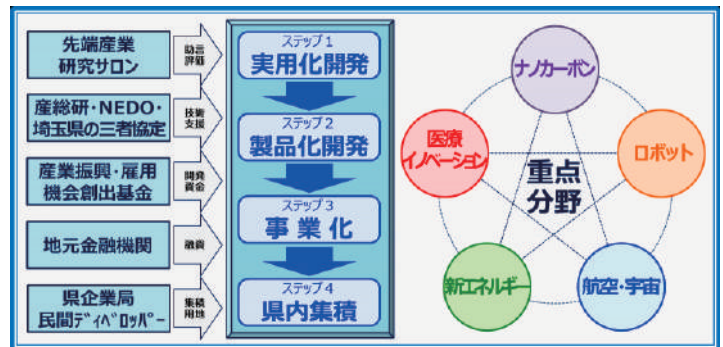 先端産業
研究サロン
助言
評価
ステップ1
実用化開発
産総研・NEDO・
埼玉県の三者協定
技術
支援
ステップ2
製品化開発
産業振興・雇用
機会創出基金
開発
資金
ステップ3
事業化
地元金融機関
融資
ステップ4
県内集積
県企業局
民間ディベロッパー
集積
用地
ナノカーボン
医療
イノベーション
ロボット
重点
分野
新エネルギー
航空・宇宙